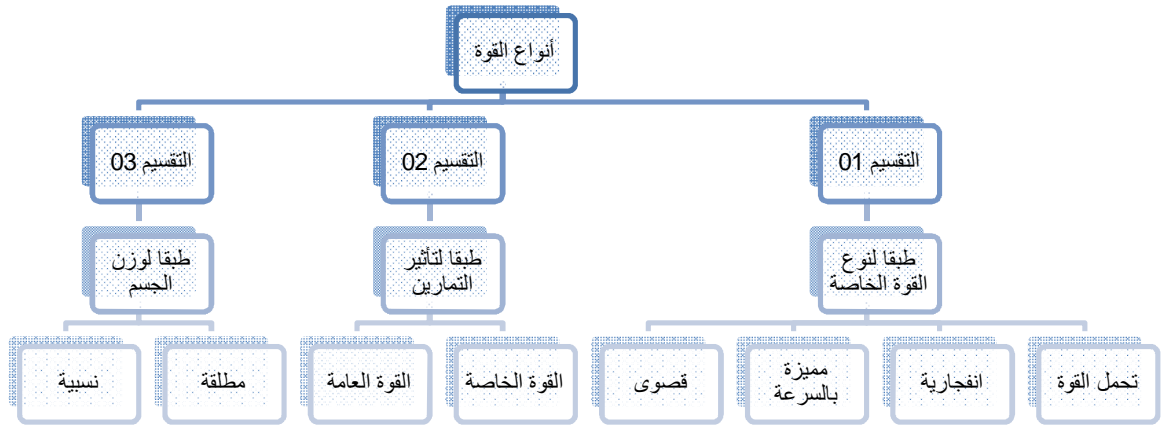 أنواع القوة
التقسيم 01
التقسيم 02
التقسيم 03
طبقا لنوع
القوة الخاصة
طبقا لتأثير
التمارين
طبقا لوزن
الجسم
تحمل القوة
انفجارية
مميزة
بالسرعة
قصوى
القوة الخاصة
القوة العامة
مطلقة
نسبية